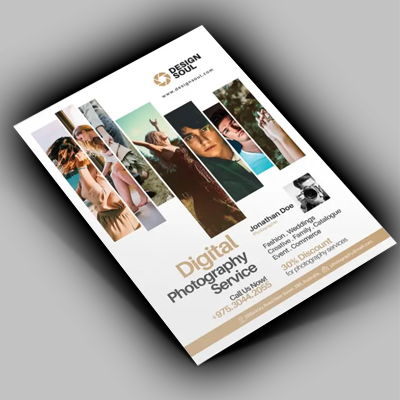 DESIGN
SOUL
www.designsoul.com
Jonathan Doe
Photographer
Fashion . Weddings
Creative . Family . Catalogue
Event . Commerce
30% Discount
for photography services
Digital
Photography
Service
Call Us Now!
+975.3044.2055